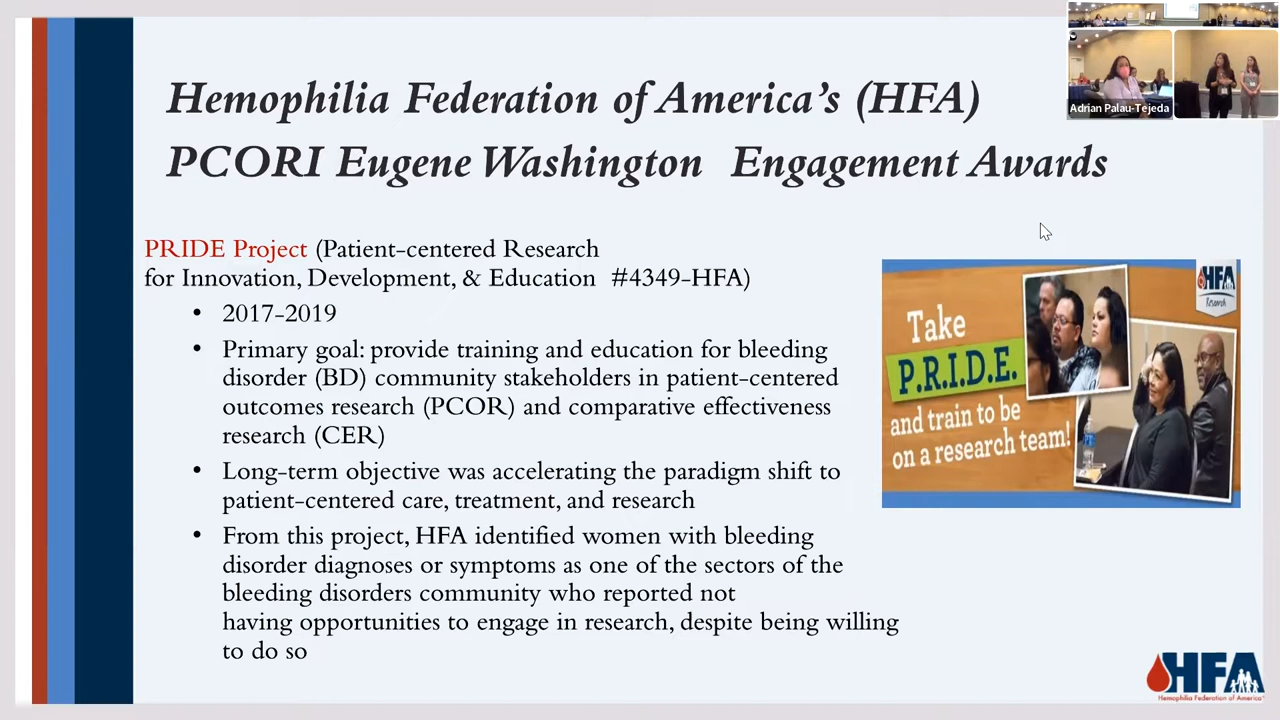 Hemophilia Federation of America's (HFA)
PCORI Eugene Washington Engagement Awards
PRIDE Project (Patient-centered Research
for Innovation, Development, & Education #4349-HFA)
• 2017-2019
• Primary goal: provide training and education for bleeding
disorder (BD) community stakeholders in patient-centered
outcomes research (PCOR) and comparative effectiveness
research (CER)
• Long-term objective was accelerating the paradigm shift to
patient-centered care, treatment, and research
• From this project, HFA identified women with bleeding
disorder diagnoses or symptoms as one of the sectors of the
bleeding disorders community who reported not
having opportunities to engage in research, despite being willing
to do so
Adrian Palau-Tejeda
HFA
Research
Take
P.R.I.D.E.
and train to be
on a research team!
HFA
Hemophilia Federation of America